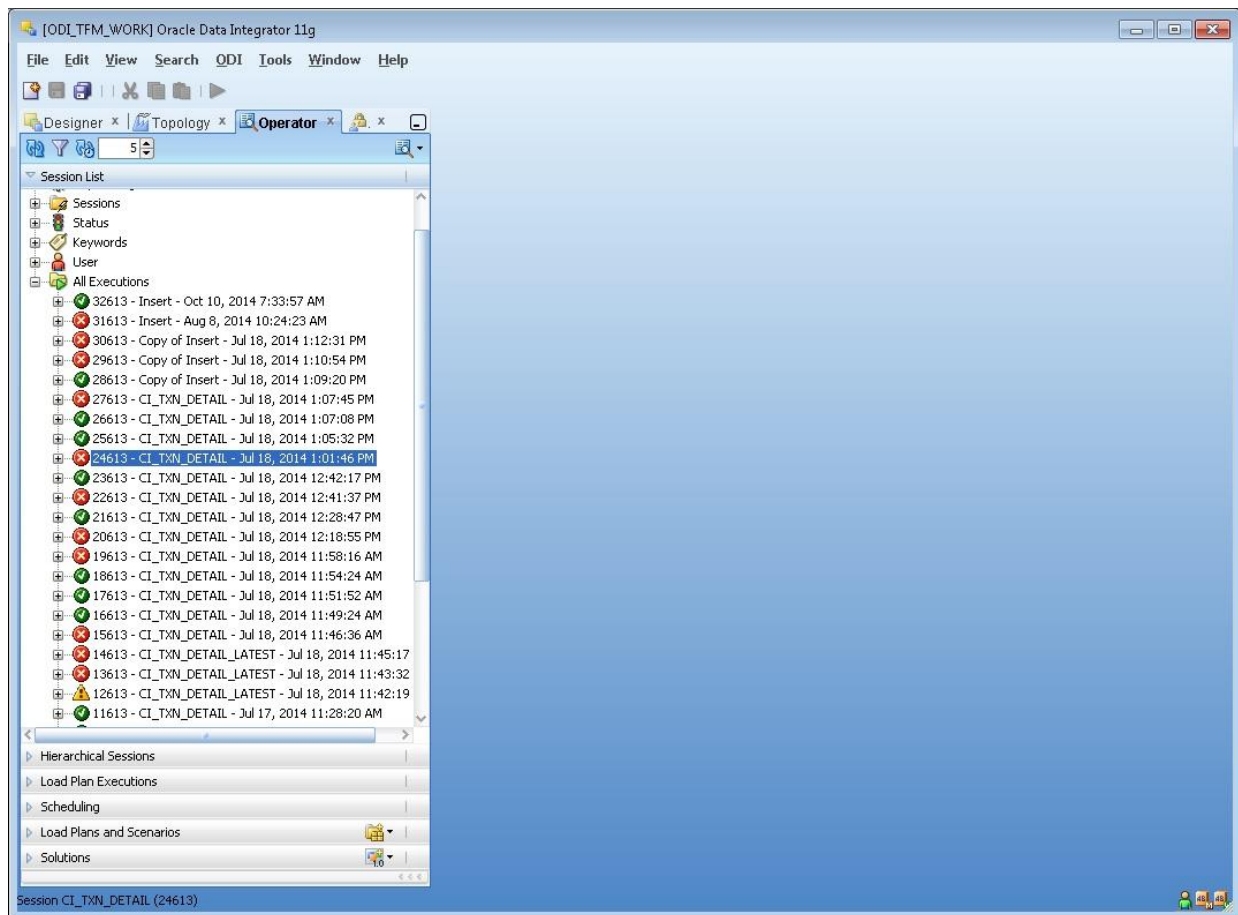 [ODI_TFM_WORK] Oracle Data Integrator 11g
File Edit View Search ODI Tools Window Help
Designer Topology Operator
5
Session List
Sessions
Status
Keywords
User
All Executions
32613 - Insert - Oct 10, 2014 7:33:57 AM
31613 - Insert - Aug 8, 2014 10:24:23 AM
30613 - Copy of Insert - Jul 18, 2014 1:12:31 PM
29613 - Copy of Insert - Jul 18, 2014 1:10:54 PM
28613 - Copy of Insert - Jul 18, 2014 1:09:20 PM
27613 - CI_TXN_DETAIL - Jul 18, 2014 1:07:45 PM
26613 - CI_TXN_DETAIL - Jul 18, 2014 1:07:08 PM
25613 - CI_TXN_DETAIL - Jul 18, 2014 1:05:32 PM
24613 - CI_TXN_DETAIL - Jul 18, 2014 1:01:46 PM
23613 - CI_TXN_DETAIL - Jul 18, 2014 12:42:17 PM
22613 - CI_TXN_DETAIL - Jul 18, 2014 12:41:37 PM
21613 - CI_TXN_DETAIL - Jul 18, 2014 12:28:47 PM
20613 - CI_TXN_DETAIL - Jul 18, 2014 12:18:55 PM
19613 - CI_TXN_DETAIL - Jul 18, 2014 11:58:16 AM
18613 - CI_TXN_DETAIL - Jul 18, 2014 11:54:24 AM
17613 - CI_TXN_DETAIL - Jul 18, 2014 11:51:52 AM
16613 - CI_TXN_DETAIL - Jul 18, 2014 11:49:24 AM
15613 - CI_TXN_DETAIL - Jul 18, 2014 11:46:36 AM
14613 - CI_TXN_DETAIL_LATEST - Jul 18, 2014 11:45:17
13613 - CI_TXN_DETAIL_LATEST - Jul 18, 2014 11:43:32
12613 - CI_TXN_DETAIL_LATEST - Jul 18, 2014 11:42:19
11613 - CI_TXN_DETAIL - Jul 17, 2014 11:28:20 AM
Hierarchical Sessions
Load Plan Executions
Scheduling
Load Plans and Scenarios
Solutions
1.0
Session CI_TXN_DETAIL (24613)